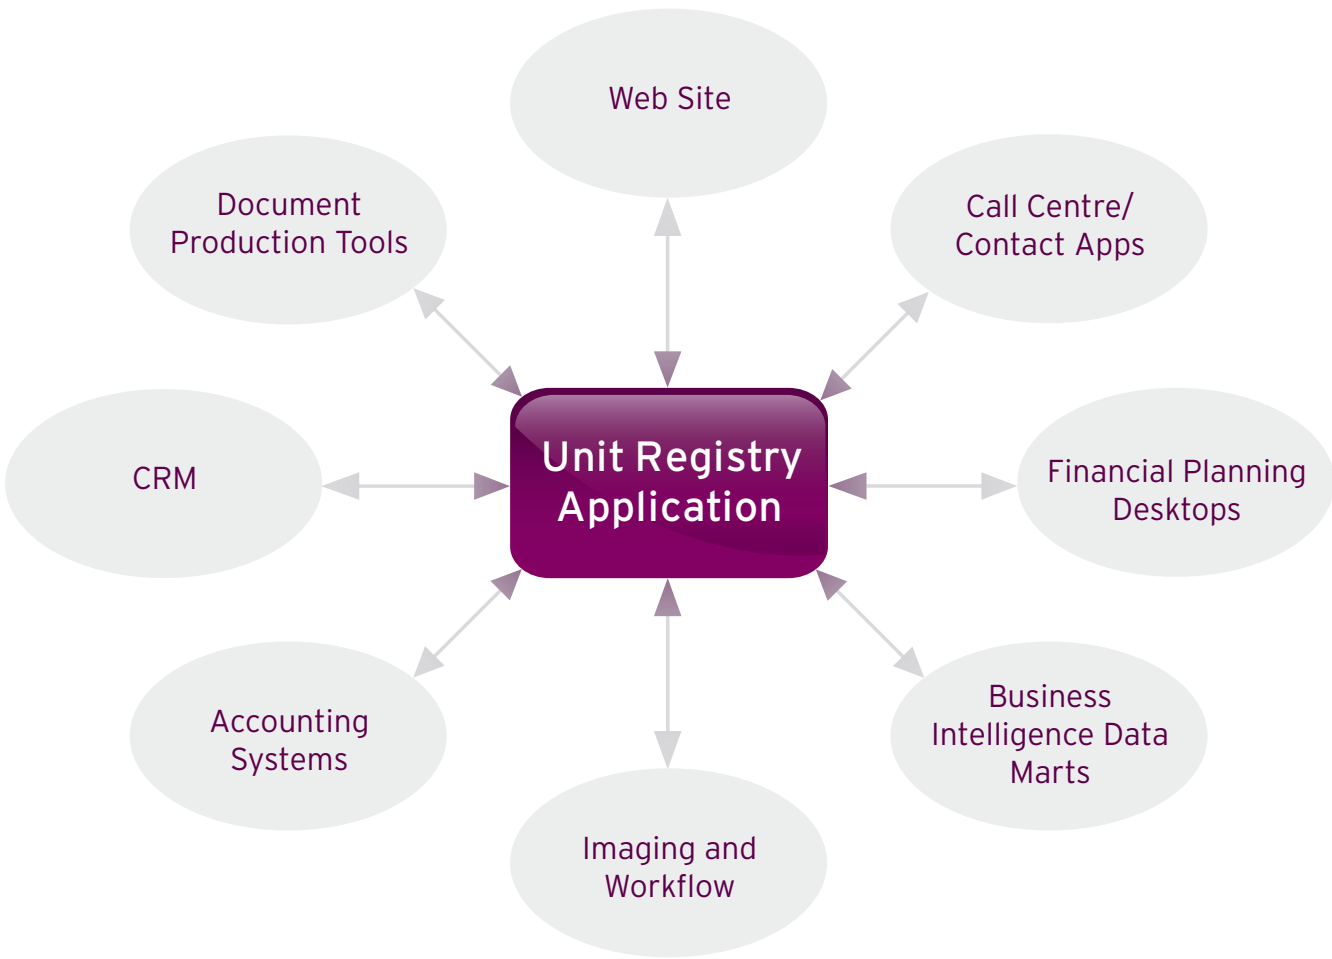 Web Site
Document
Production Tools
Call Centre/
Contact Apps
CRM
Unit Registry
Application
Financial Planning
Desktops
Accounting
Systems
Business
Intelligence Data
Marts
Imaging and
Workflow